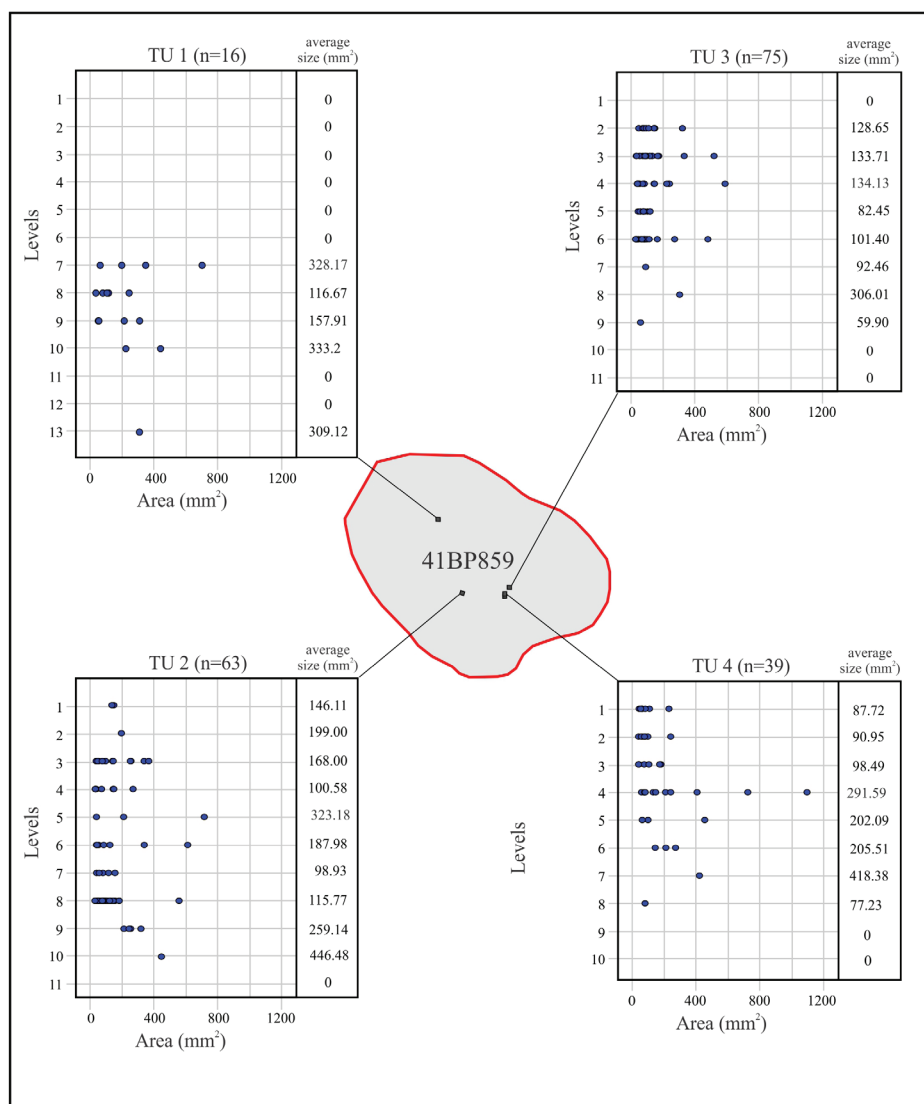 TU 1 (n=16)
average
size (mm²)
Levels
1 0
2 0
3 0
4 0
5 0
6 0
7 328.17
8 116.67
9 157.91
10 333.2
11 0
12 0
13 309.12
0 400 800 1200
Area (mm²)
TU 3 (n=75)
average
size (mm²)
Levels
1 0
2 128.65
3 133.71
4 134.13
5 82.45
6 101.40
7 92.46
8 306.01
9 59.90
10 0
11 0
0 400 800 1200
Area (mm²)
41BP859
TU 2 (n=63)
average
size (mm²)
Levels
1 146.11
2 199.00
3 168.00
4 100.58
5 323.18
6 187.98
7 98.93
8 115.77
9 259.14
10 446.48
11 0
0 400 800 1200
Area (mm²)
TU 4 (n=39)
average
size (mm²)
Levels
1 87.72
2 90.95
3 98.49
4 291.59
5 202.09
6 205.51
7 418.38
8 77.23
9 0
10 0
0 400 800 1200
Area (mm²)